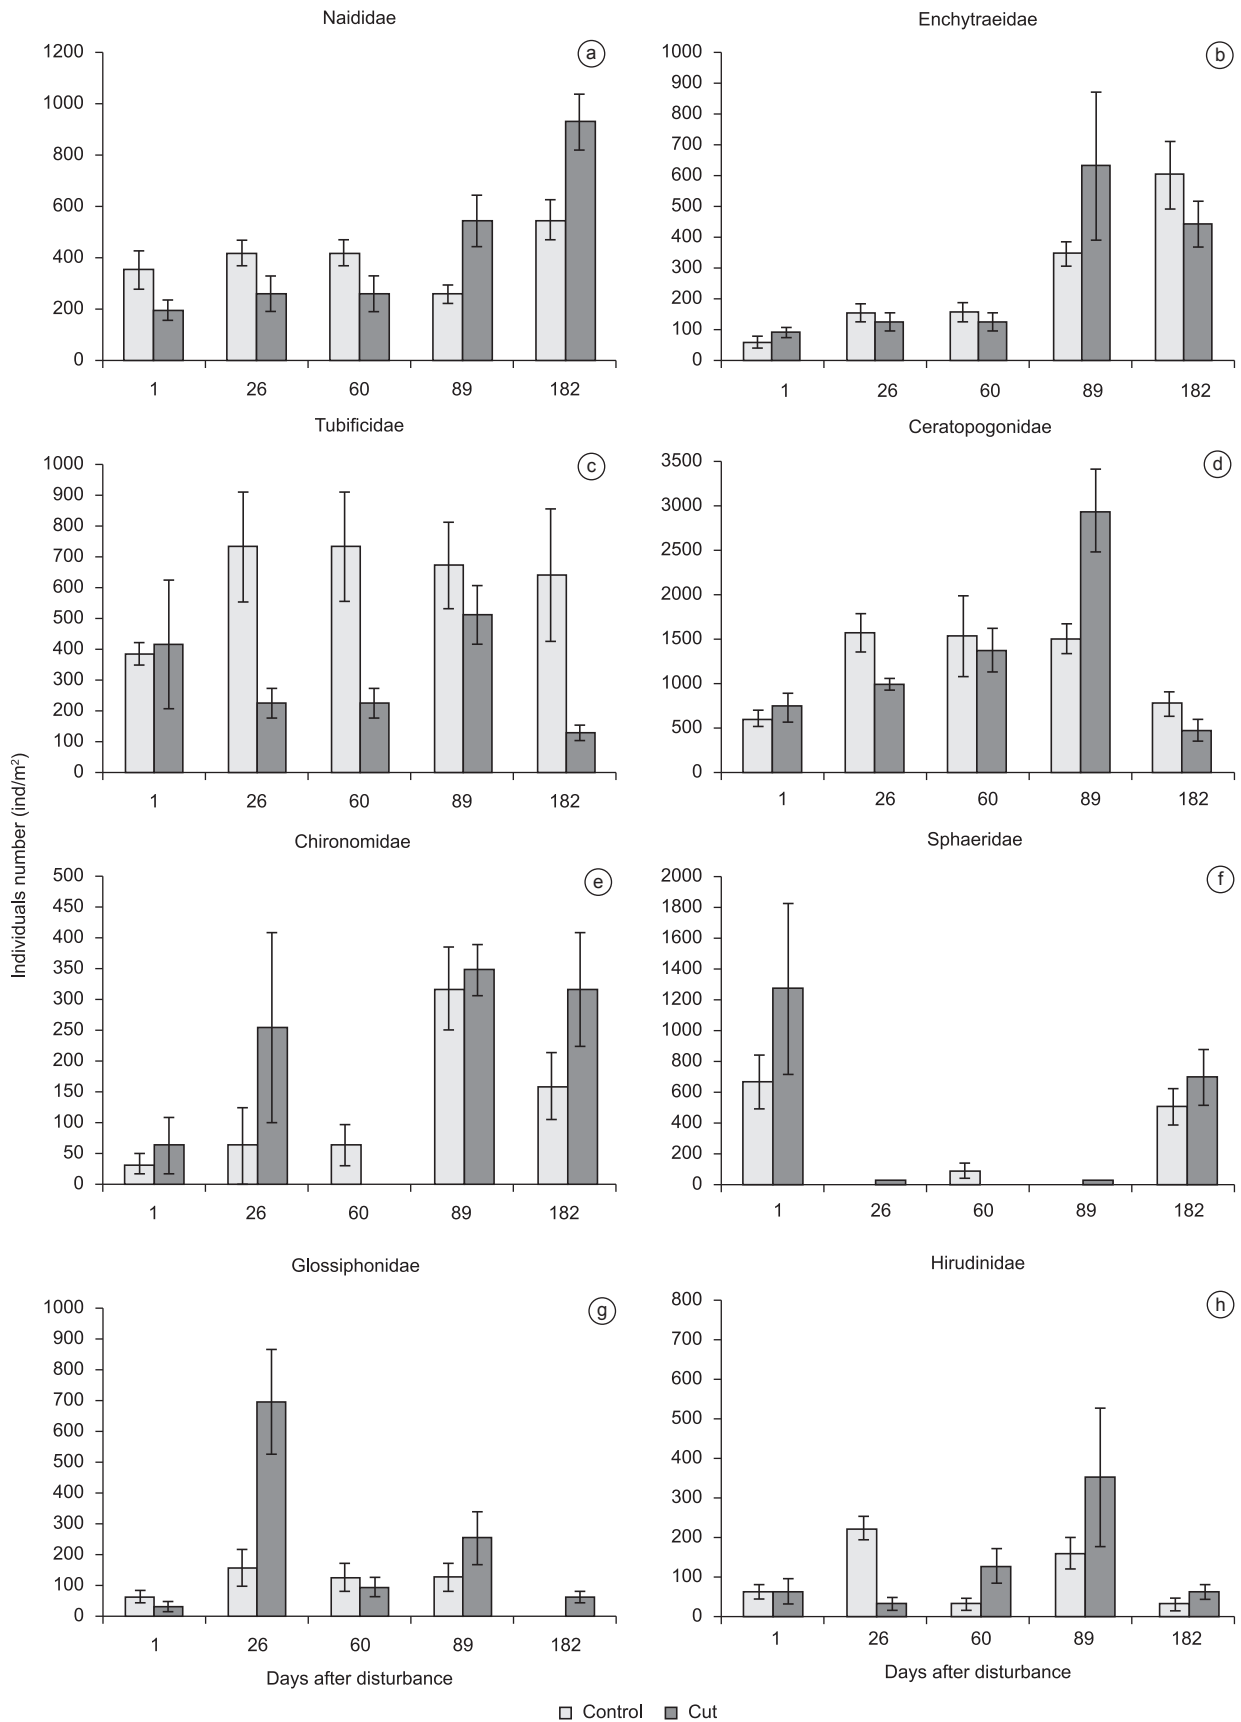 Naididae
a
1200
1000
800
600
400
200
0
1 26 60 89 182
Enchytraeidae
b
1000
900
800
700
600
500
400
300
200
100
0
1 26 60 89 182
Tubificidae
c
1000
900
800
700
600
500
400
300
200
100
0
1 26 60 89 182
Ceratopogonidae
d
3500
3000
2500
2000
1500
1000
500
0
1 26 60 89 182
Individuals number (ind/m²)
Chironomidae
e
500
450
400
350
300
250
200
150
100
50
0
1 26 60 89 182
Sphaeridae
f
2000
1800
1600
1400
1200
1000
800
600
400
200
0
1 26 60 89 182
Glossiphonidae
g
1000
900
800
700
600
500
400
300
200
100
0
1 26 60 89 182
Days after disturbance
Hirudinidae
h
800
700
600
500
400
300
200
100
0
1 26 60 89 182
Days after disturbance
Control Cut